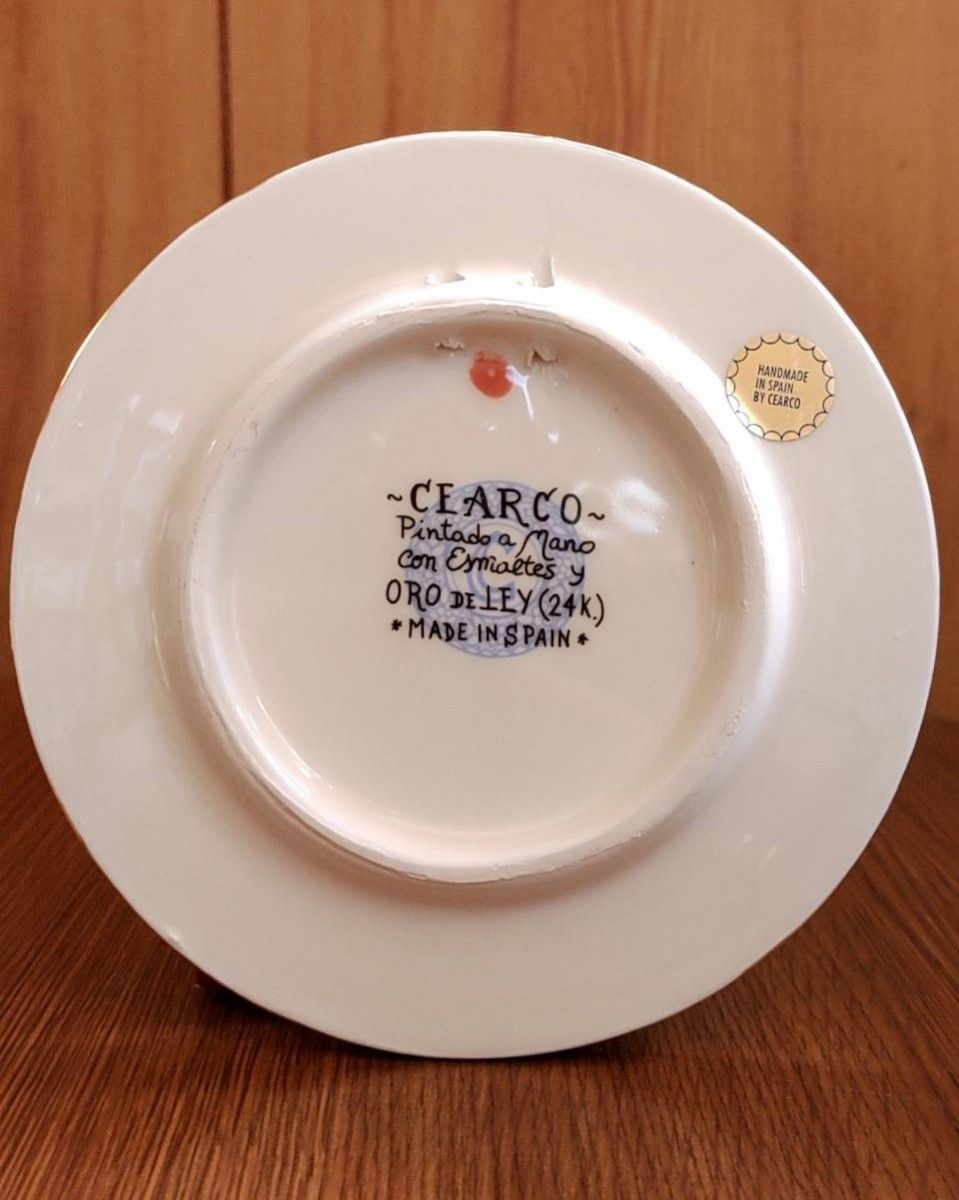 HANDMADE
IN SPAIN
BY CEARCO
~CEARCO~
Pintado a Mano
con Esmaltes y
ORO DE LEY (24K.)
* MADE IN SPAIN *
C